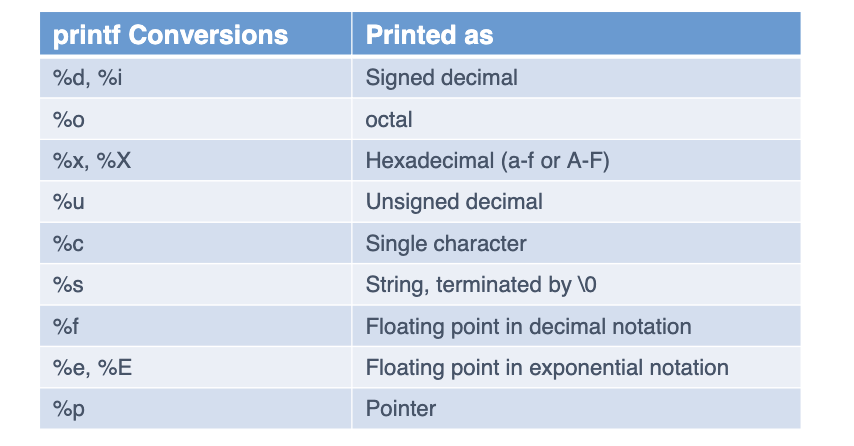 printf Conversions Printed as
%d, %i Signed decimal
%o octal
%x, %X Hexadecimal (a-f or A-F)
%u Unsigned decimal
%c Single character
%s String, terminated by \0
%f Floating point in decimal notation
%e, %E Floating point in exponential notation
%p Pointer